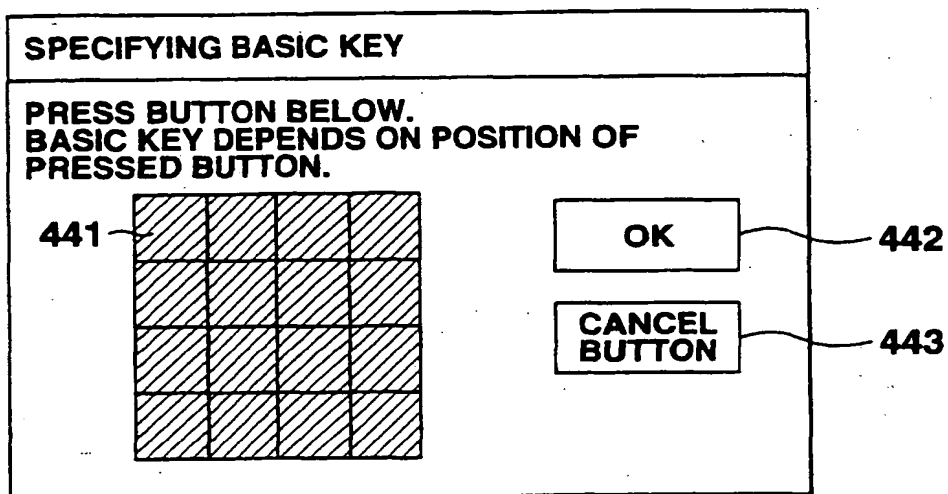 SPECIFYING BASIC KEY
PRESS BUTTON BELOW.
BASIC KEY DEPENDS ON POSITION OF
PRESSED BUTTON.
441
OK
442
CANCEL
BUTTON
443